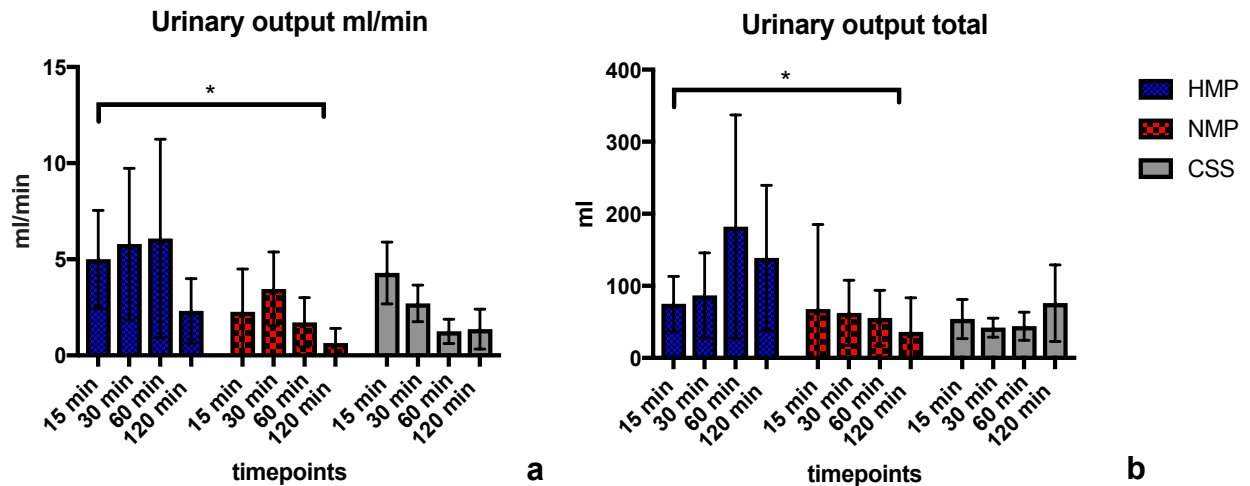 Urinary output ml/min
15
10
5
0
ml/min
*
15 min
30 min
60 min
120 min
15 min
30 min
60 min
120 min
15 min
30 min
60 min
120 min
timepoints
a
Urinary output total
400
300
200
100
0
ml
*
15 min
30 min
60 min
120 min
15 min
30 min
60 min
120 min
15 min
30 min
60 min
120 min
timepoints
b
HMP
NMP
CSS